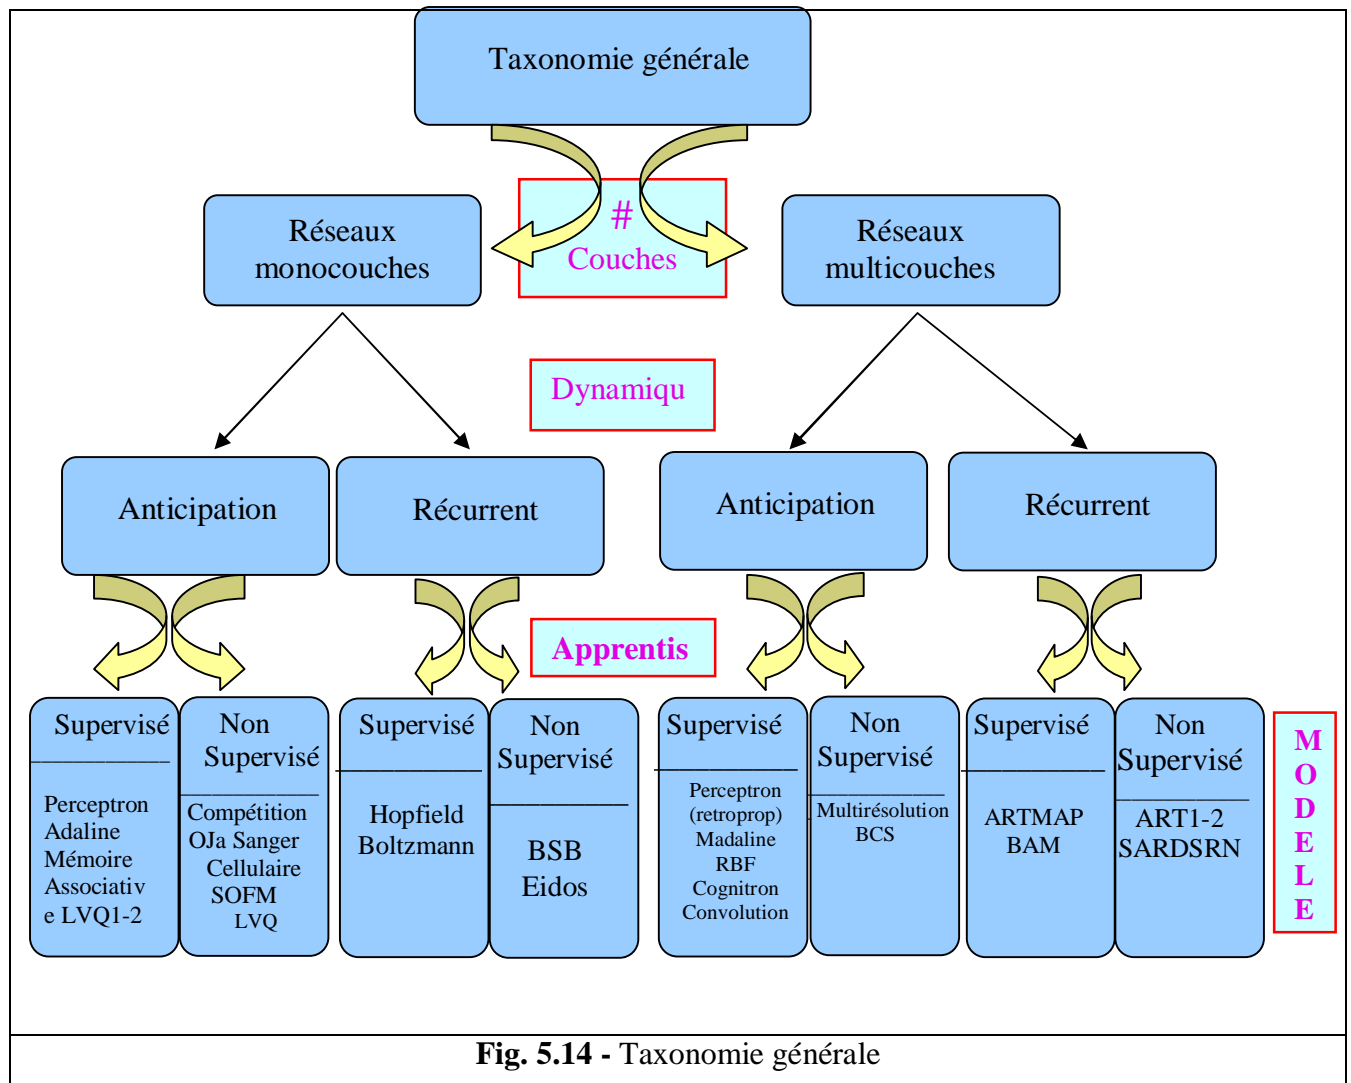 Taxonomie générale
#
Couches
Réseaux
monocouches
Réseaux
multicouches
Dynamiqu
Anticipation
Récurrent
Anticipation
Récurrent
Apprentis
Supervisé
Perceptron
Adaline
Mémoire
Associativ
e LVQ1-2
Non
Supervisé
Compétition
OJa Sanger
Cellulaire
SOFM
LVQ
Supervisé
Hopfield
Boltzmann
Non
Supervisé
BSB
Eidos
Supervisé
Perceptron
(retroprop)
Madaline
RBF
Cognitron
Convolution
Non
Supervisé
Multirésolution
BCS
Supervisé
ARTMAP
BAM
Non
Supervisé
ART1-2
SARDSRN
M
O
D
E
L
E
Fig. 5.14 - Taxonomie générale